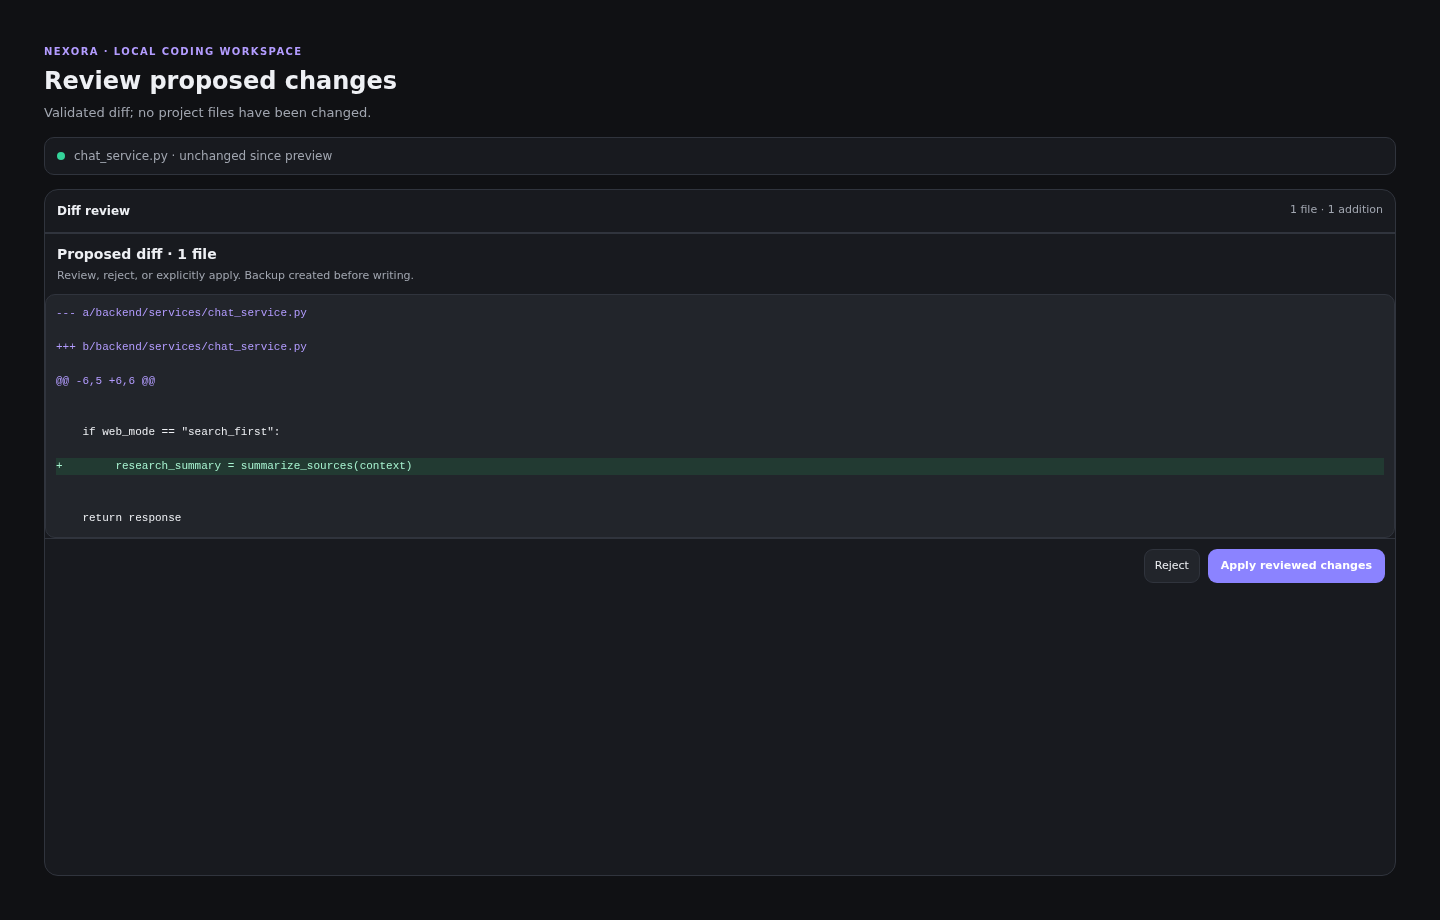 NEXORA · LOCAL CODING WORKSPACE
Review proposed changes
Validated diff; no project files have been changed.
chat_service.py · unchanged since preview
Diff review
1 file · 1 addition
Proposed diff · 1 file
Review, reject, or explicitly apply. Backup created before writing.
--- a/backend/services/chat_service.py
+++ b/backend/services/chat_service.py
@@ -6,5 +6,6 @@
    if web_mode == "search_first":
+        research_summary = summarize_sources(context)
    return response
Reject
Apply reviewed changes